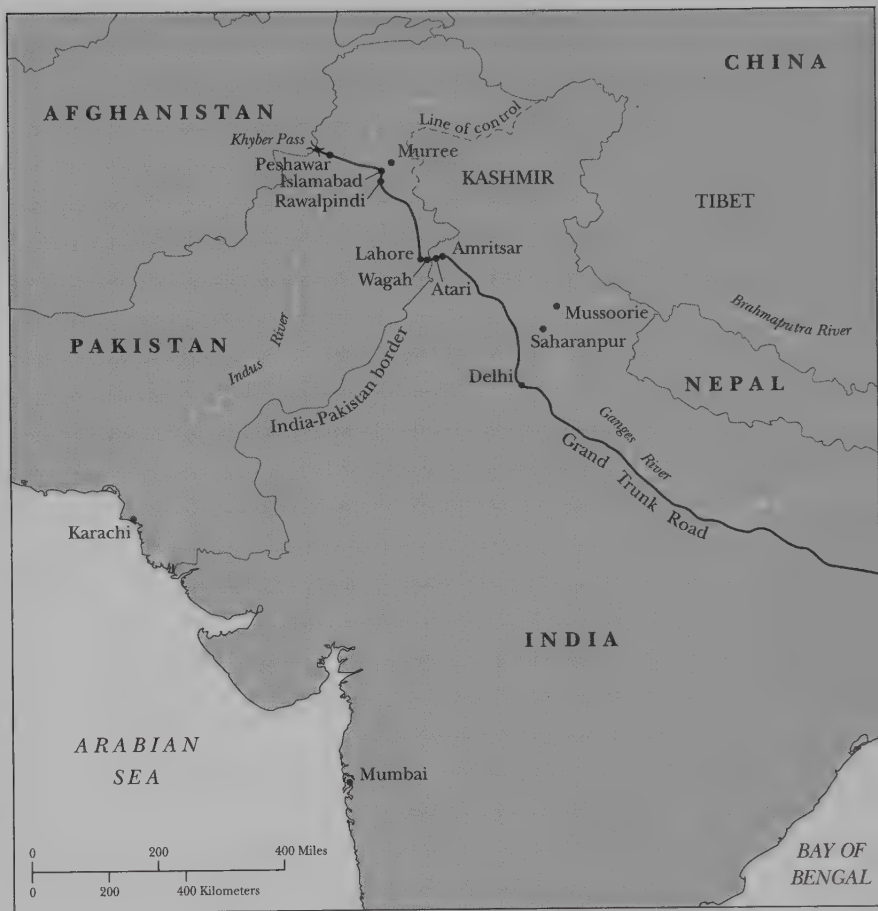 CHINA
AFGHANISTAN
Line of control
Khyber Pass
Murree
Peshawar
Islamabad
KASHMIR
Rawalpindi
TIBET
Lahore
Amritsar
Wagah
Atari
Brahmaputra River
Mussoorie
Saharanpur
PAKISTAN
Indus River
NEPAL
Delhi
India-Pakistan border
Ganges River
Grand Trunk Road
Karachi
INDIA
ARABIAN
SEA
Mumbai
0 200 400 Miles
0 200 400 Kilometers
BAY OF
BENGAL